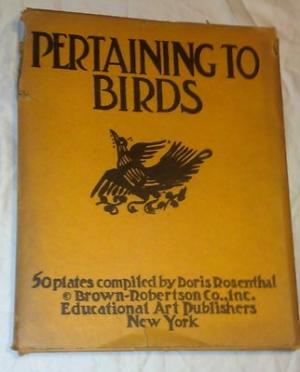 PERTAINING TO
BIRDS
50 plates compiled by Doris Rosenthal
© Brown-Robertson Co., Inc.
Educational Art Publishers
New York